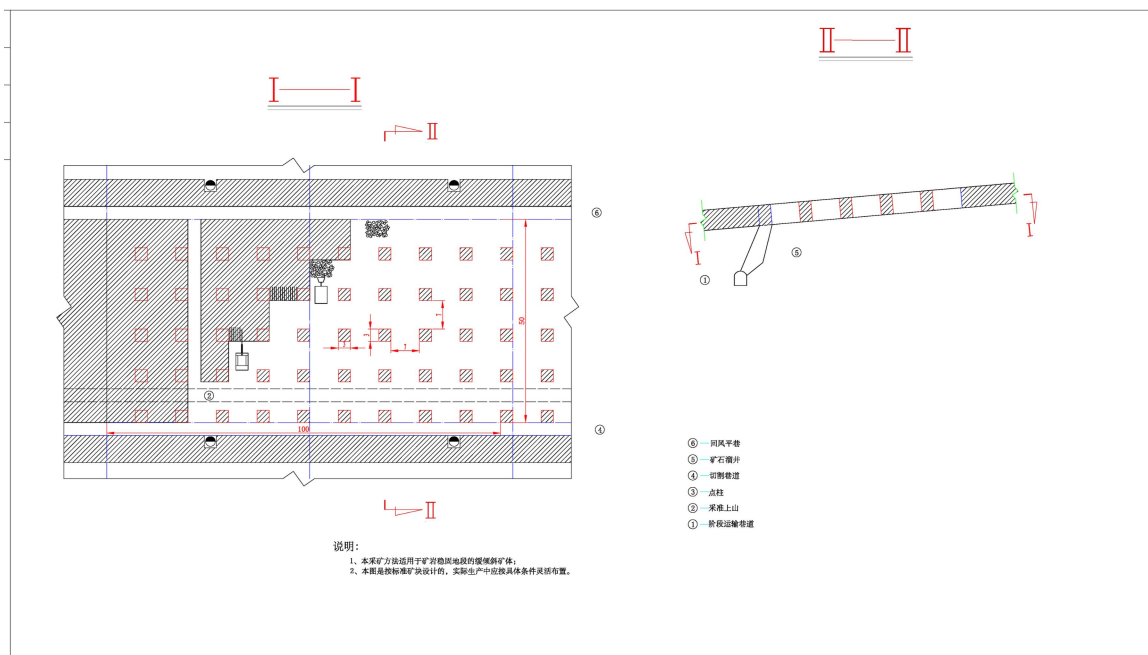 I I
II II
II
⑥
50
7
3
3
7
②
100
④
II
I
⑤
①
I
⑥ 回风平巷
⑤ 矿石溜井
④ 切割巷道
③ 点柱
② 采准上山
① 阶段运输巷道
说明：
1、本采矿方法适用于矿岩稳固地段的缓倾斜矿体；
2、本图是按标准矿块设计的，实际生产中应按具体条件灵活布置。